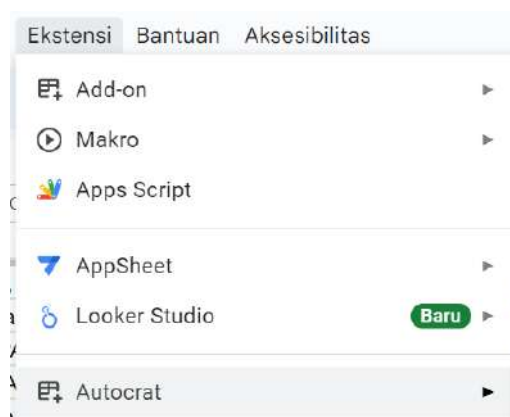 Ekstensi Bantuan Aksesibilitas
Add-on
Makro
Apps Script
AppSheet
Looker Studio Baru
Autocrat